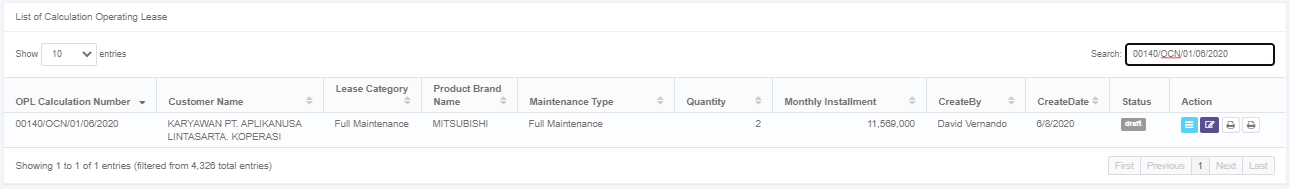 List of Calculation Operating Lease
Show 10 entries
Search: 00140/OCN/01/06/2020
OPL Calculation Number Customer Name Lease Category Product Brand Name Maintenance Type Quantity Monthly Installment CreateBy CreateDate Status Action
00140/OCN/01/06/2020 KARYAWAN PT. APLIKANUSA LINTASARTA. KOPERASI Full Maintenance MITSUBISHI Full Maintenance 2 11,569,000 David Vernando 6/8/2020 draft
Showing 1 to 1 of 1 entries (filtered from 4,326 total entries)
First Previous 1 Next Last